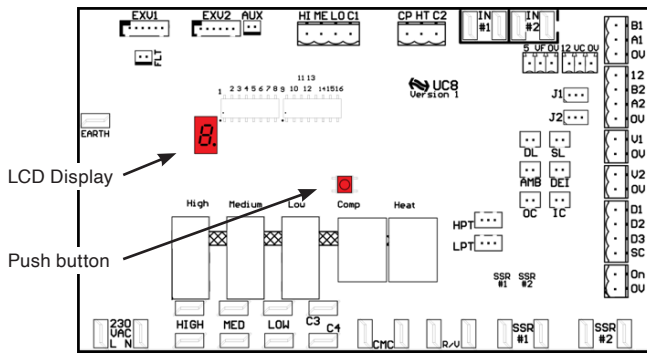 EXV1 EXV2 AUX HI ME LO C1 CP HT C2 IN #1 IN #2
FLT
5 VF 0V 12 VC 0V
B1
A1
0V
12
B2
A2
0V
V1
0V
V2
0V
D1
D2
D3
SC
On
0V
11 13
1 2 3 4 5 6 7 8 9 10 12 14 15 16
UC8
Version 1
J1
J2
EARTH
8.
LCD Display
DL SL
AMB DEI
OC IC
High Medium Low Comp Heat
HPT
LPT
Push button
SSR #1 SSR #2
230 VAC L N
HIGH MED LOW C3 C4
CMC R/V SSR #1 SSR #2